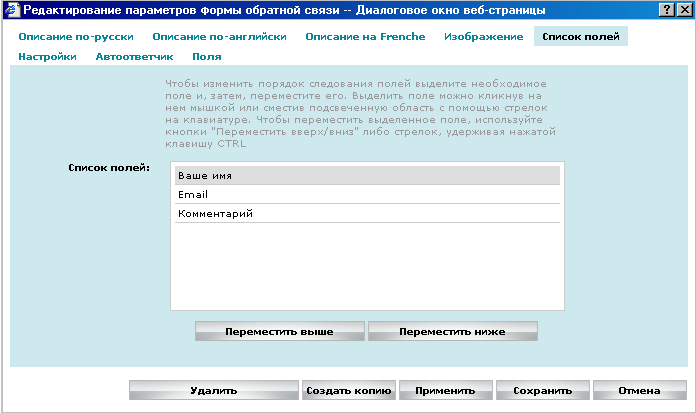 Редактирование параметров формы обратной связи -- Диалоговое окно веб-страницы
Описание по-русски Описание по-английски Описание на Frenche Изображение Список полей
Настройки Автоответчик Поля
Чтобы изменить порядок следования полей выделите необходимое
поле и, затем, переместите его. Выделить поле можно кликнув на
нем мышкой или сместив подсвеченную область с помощью стрелок
на клавиатуре. Чтобы переместить выделенное поле, используйте
кнопки "Переместить вверх/вниз" либо стрелок, удерживая нажатой
клавишу CTRL
Список полей:
Ваше имя
Email
Комментарий
Переместить выше Переместить ниже
Удалить Создать копию Применить Сохранить Отмена